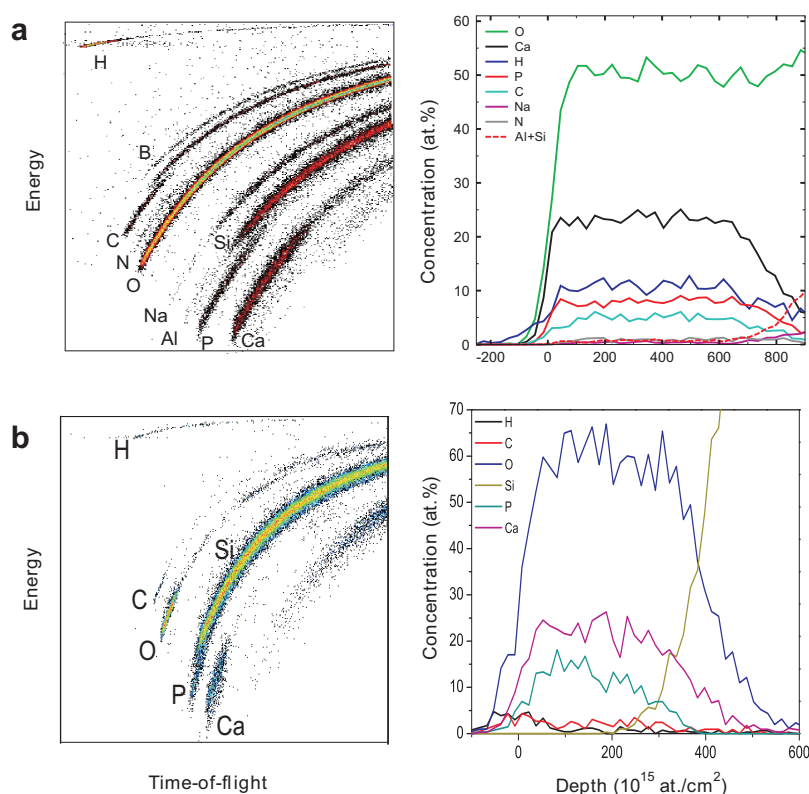 a
Energy
H
B
C
N
O
Si
Na
Al
P
Ca
Concentration (at.%)
60
50
40
30
20
10
0
O
Ca
H
P
C
Na
N
Al+Si
-200 0 200 400 600 800
b
Energy
H
Si
C
O
P
Ca
Time-of-flight
Concentration (at.%)
70
60
50
40
30
20
10
0
H
C
O
Si
P
Ca
0 200 400 600
Depth (10¹⁵ at./cm²)